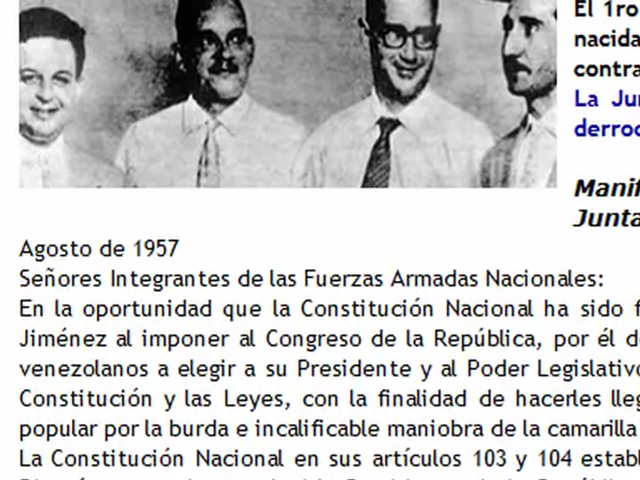 El 1ro
nacida
contra
La
derroc
Manif
Junta
Agosto de 1957
Señores Integrantes de las Fuerzas Armadas Nacionales:
En la oportunidad que la Constitución Nacional ha sido
Jiménez al imponer al Congreso de la República, por él
venezolanos a elegir a su Presidente y al Poder Legislativo
Constitución y las Leyes, con la finalidad de hacerles
popular por la burda e incalificable maniobra de la camarilla
La Constitución Nacional en sus artículos 103 y 104